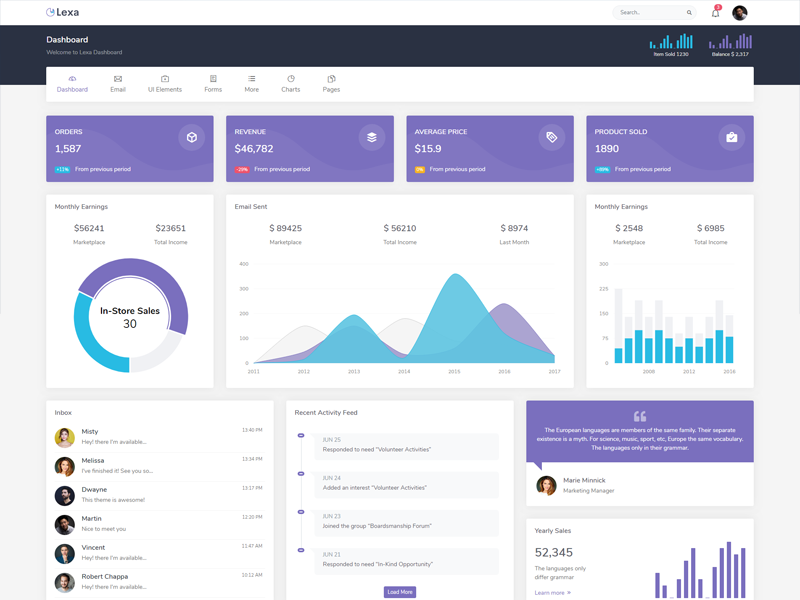 Lexa
Search...
3
Dashboard
Welcome to Lexa Dashboard
Item Sold 1230
Balance $ 2,317
Dashboard
Email
UI Elements
Forms
More
Charts
Pages
ORDERS
1,587
+11% From previous period
REVENUE
$46,782
-29% From previous period
AVERAGE PRICE
$15.9
0% From previous period
PRODUCT SOLD
1890
+89% From previous period
Monthly Earnings
$56241
$23651
Marketplace
Total Income
In-Store Sales
30
Email Sent
$ 89425
$ 56210
$ 8974
Marketplace
Total Income
Last Month
400
300
200
100
0
2011
2012
2013
2014
2015
2016
2017
Monthly Earnings
$ 2548
$ 6985
Marketplace
Total Income
300
225
150
75
0
2008
2012
2016
Inbox
Misty
13:40 PM
Hey! there I'm available...
Melissa
13:34 PM
I've finished it! See you so...
Dwayne
13:17 PM
This theme is awesome!
Martin
12:20 PM
Nice to meet you
Vincent
11:47 AM
Hey! there I'm available...
Robert Chappa
10:12 AM
Hey! there I'm available...
Recent Activity Feed
JUN 25
Responded to need "Volunteer Activities"
JUN 24
Added an interest "Volunteer Activities"
JUN 23
Joined the group "Boardsmanship Forum"
JUN 21
Responded to need "In-Kind Opportunity"
Load More
The European languages are members of the same family. Their separate
existence is a myth. For science, music, sport, etc, Europe the same vocabulary.
The languages only in their grammar.
Marie Minnick
Marketing Manager
Yearly Sales
52,345
The languages only
differ grammar
Learn more